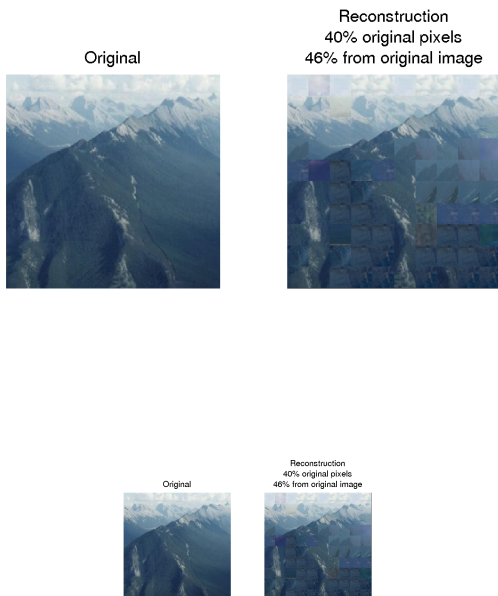 Original
Reconstruction
40% original pixels
46% from original image
Original
Reconstruction
40% original pixels
46% from original image